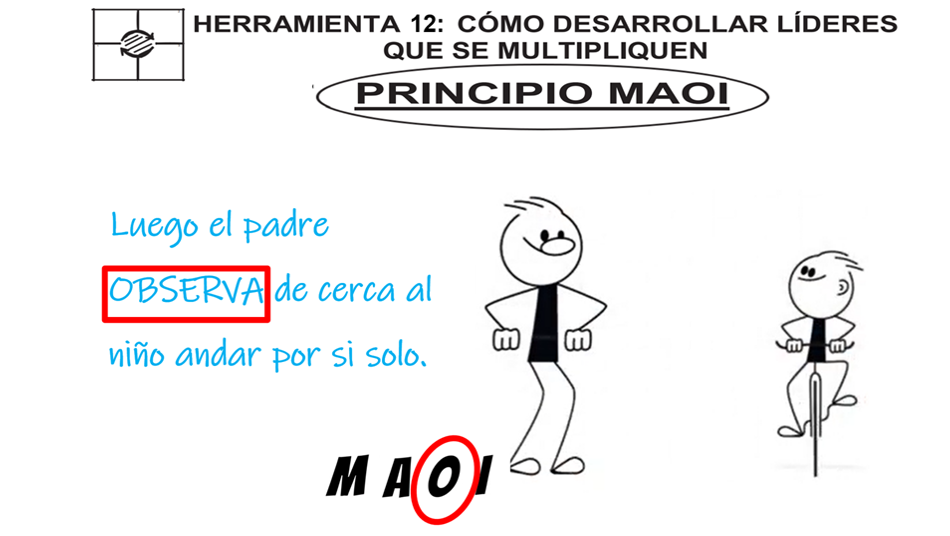 HERRAMIENTA 12: CÓMO DESARROLLAR LÍDERES
QUE SE MULTIPLIQUEN
PRINCIPIO MAOI
Luego el padre
OBSERVA de cerca al
niño andar por si solo.
M A O I